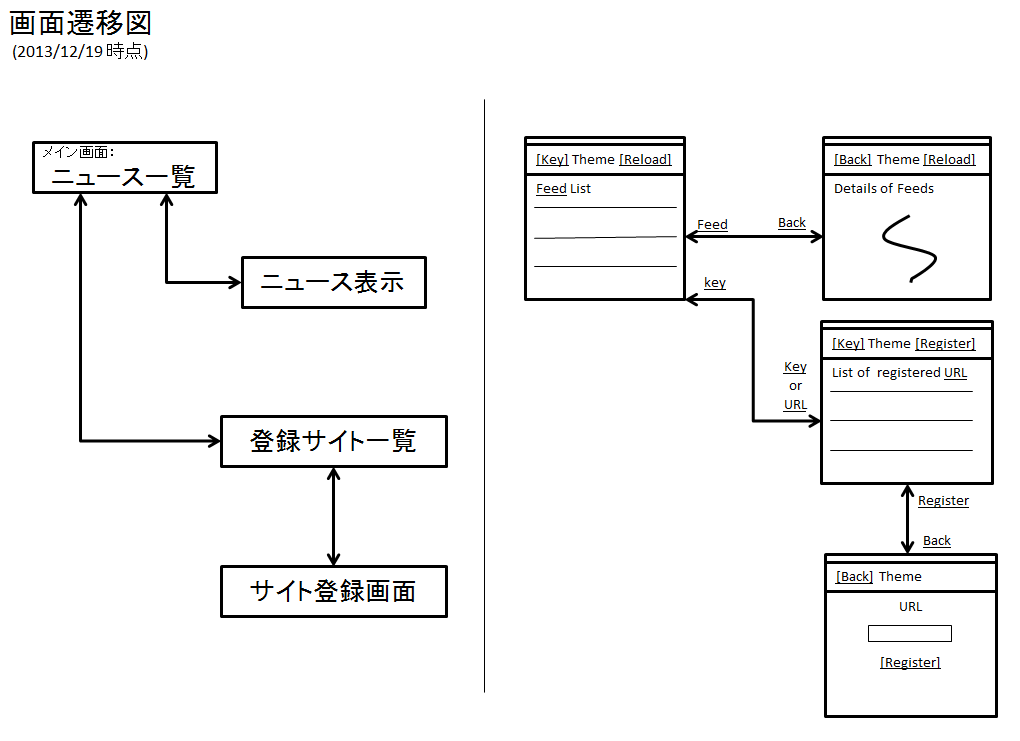 画面遷移図
(2013/12/19 時点)
メイン画面:
ニュース一覧
ニュース表示
登録サイト一覧
サイト登録画面
[Key] Theme [Reload]
Feed List
Feed
Back
key
[Back] Theme [Reload]
Details of Feeds
Key
or
URL
[Key] Theme [Register]
List of registered URL
Register
Back
[Back] Theme
URL
[Register]